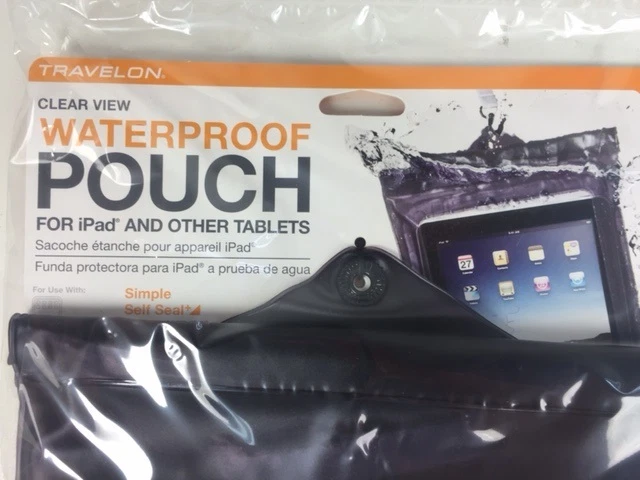 TRAVELON®
CLEAR VIEW
WATERPROOF
POUCH
FOR iPad® AND OTHER TABLETS
Sacoche étanche pour appareil iPad®
Funda protectora para iPad® a prueba de agua
For Use With:
Simple
Self Seal
27